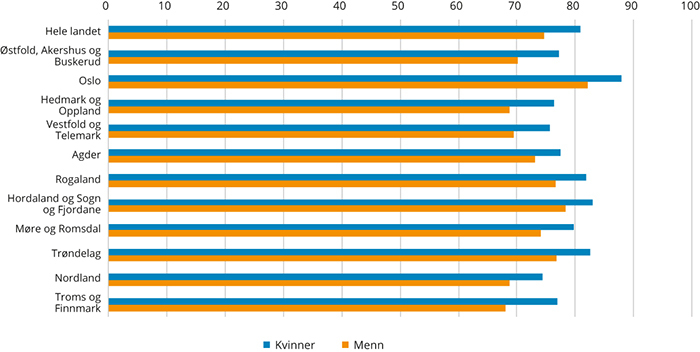 0 10 20 30 40 50 60 70 80 90 100
Hele landet
Østfold, Akershus og
Buskerud
Oslo
Hedmark og
Oppland
Vestfold og
Telemark
Agder
Rogaland
Hordaland og Sogn
og Fjordane
Møre og Romsdal
Trøndelag
Nordland
Troms og
Finnmark
Kvinner Menn